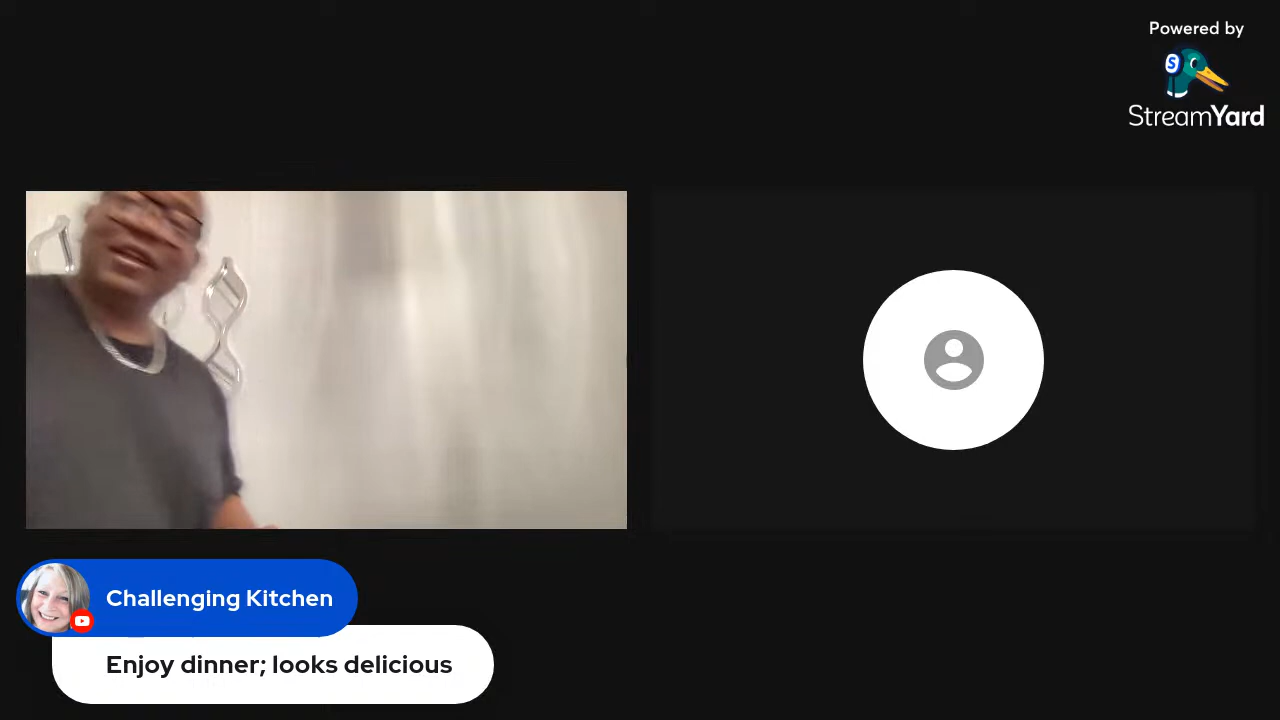 Powered by
S
StreamYard
Challenging Kitchen
Enjoy dinner; looks delicious